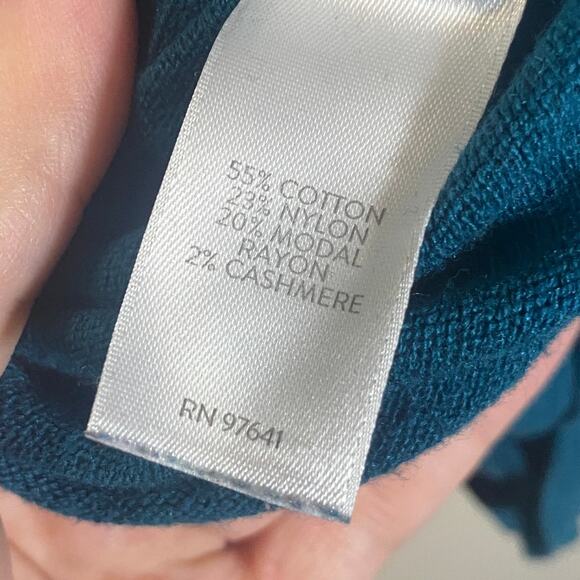 55% COTTON
23% NYLON
20% MODAL
RAYON
2% CASHMERE
RN 97641